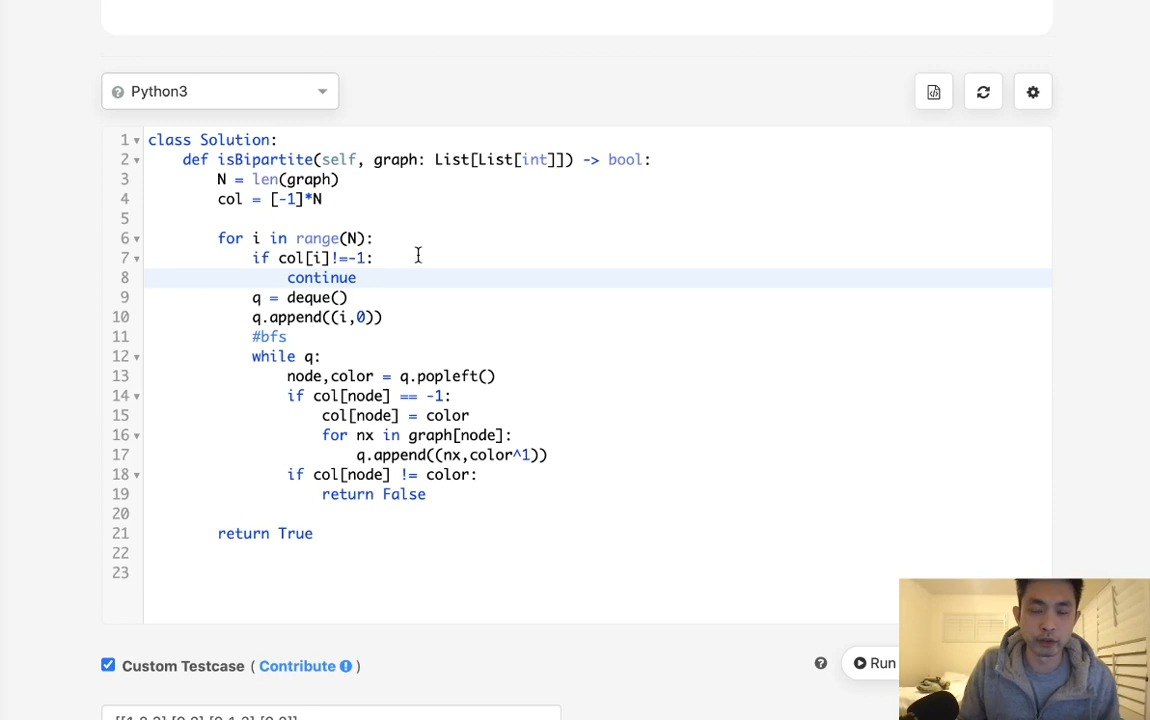 Python3
1 class Solution:
2 def isBipartite(self, graph: List[List[int]]) -> bool:
3 N = len(graph)
4 col = [-1]*N
5
6 for i in range(N):
7 if col[i]!=-1:
8 continue
9 q = deque()
10 q.append((i,0))
11 #bfs
12 while q:
13 node,color = q.popleft()
14 if col[node] == -1:
15 col[node] = color
16 for nx in graph[node]:
17 q.append((nx,color^1))
18 if col[node] != color:
19 return False
20
21 return True
22
23
Custom Testcase ( Contribute )
Run